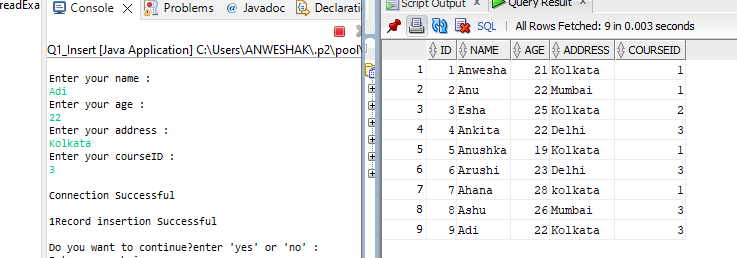 readExa
Console Problems @ Javadoc Declaratio
Q1_Insert [Java Application] C:\Users\ANWESHAK\.p2\pool\
Enter your name :
Adi
Enter your age :
22
Enter your address :
Kolkata
Enter your courseID :
3
Connection Successful
1Record insertion Successful
Do you want to continue?enter 'yes' or 'no' :
Script Output Query Result
SQL | All Rows Fetched: 9 in 0.003 seconds
ID NAME AGE ADDRESS COURSEID
1 1 Anwesha 21 Kolkata 1
2 2 Anu 22 Mumbai 1
3 3 Esha 25 Kolkata 2
4 4 Ankita 22 Delhi 3
5 5 Anushka 19 Kolkata 1
6 6 Arushi 23 Delhi 3
7 7 Ahana 28 kolkata 1
8 8 Ashu 26 Mumbai 3
9 9 Adi 22 Kolkata 3